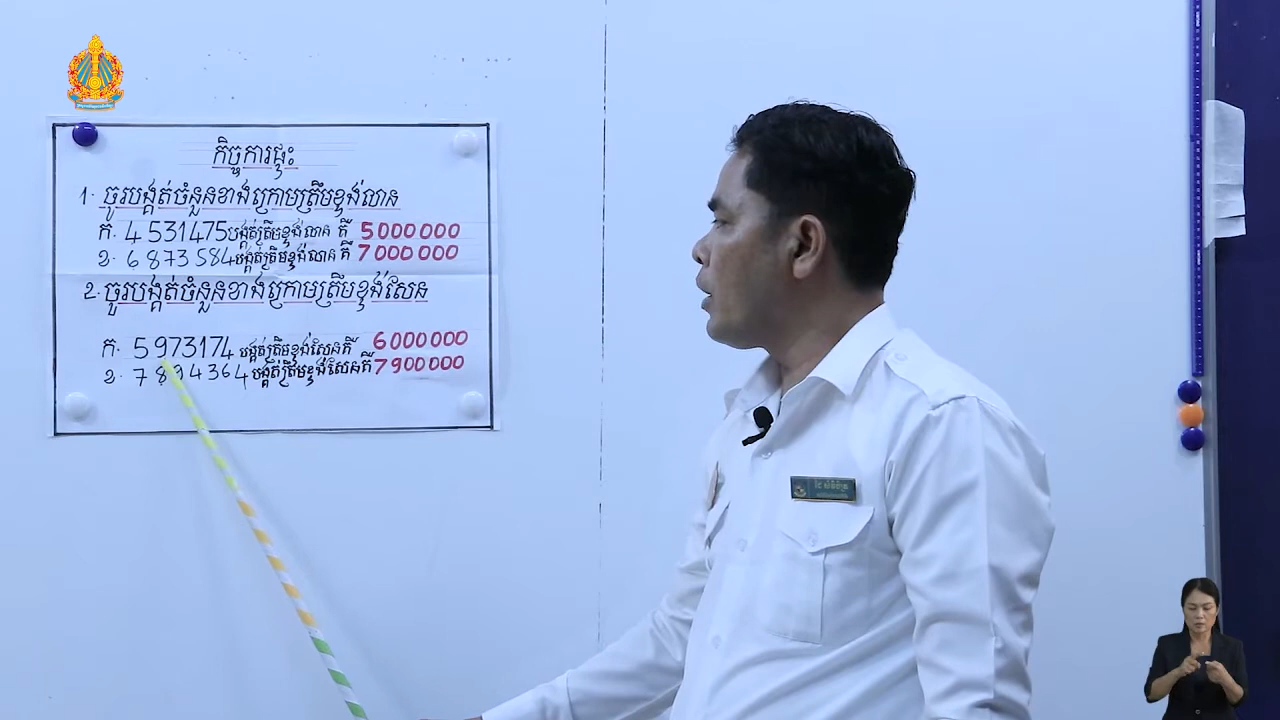 កិច្ចការផ្ទះ
1. ចូរបង្គត់ចំនួនខាងក្រោមត្រឹមខ្ទង់លាន
ក. 4 531475 បង្គត់ត្រឹមខ្ទង់លាន គឺ 5000000
ខ. 6873584 បង្គត់ត្រឹមខ្ទង់លាន គឺ 7000000
2. ចូរបង្គត់ចំនួនខាងក្រោមត្រឹមខ្ទង់សែន
ក. 5973174 បង្គត់ត្រឹមខ្ទង់សែនគឺ 6000000
ខ. 7894364 បង្គត់ត្រឹមខ្ទង់សែនគឺ 7900000